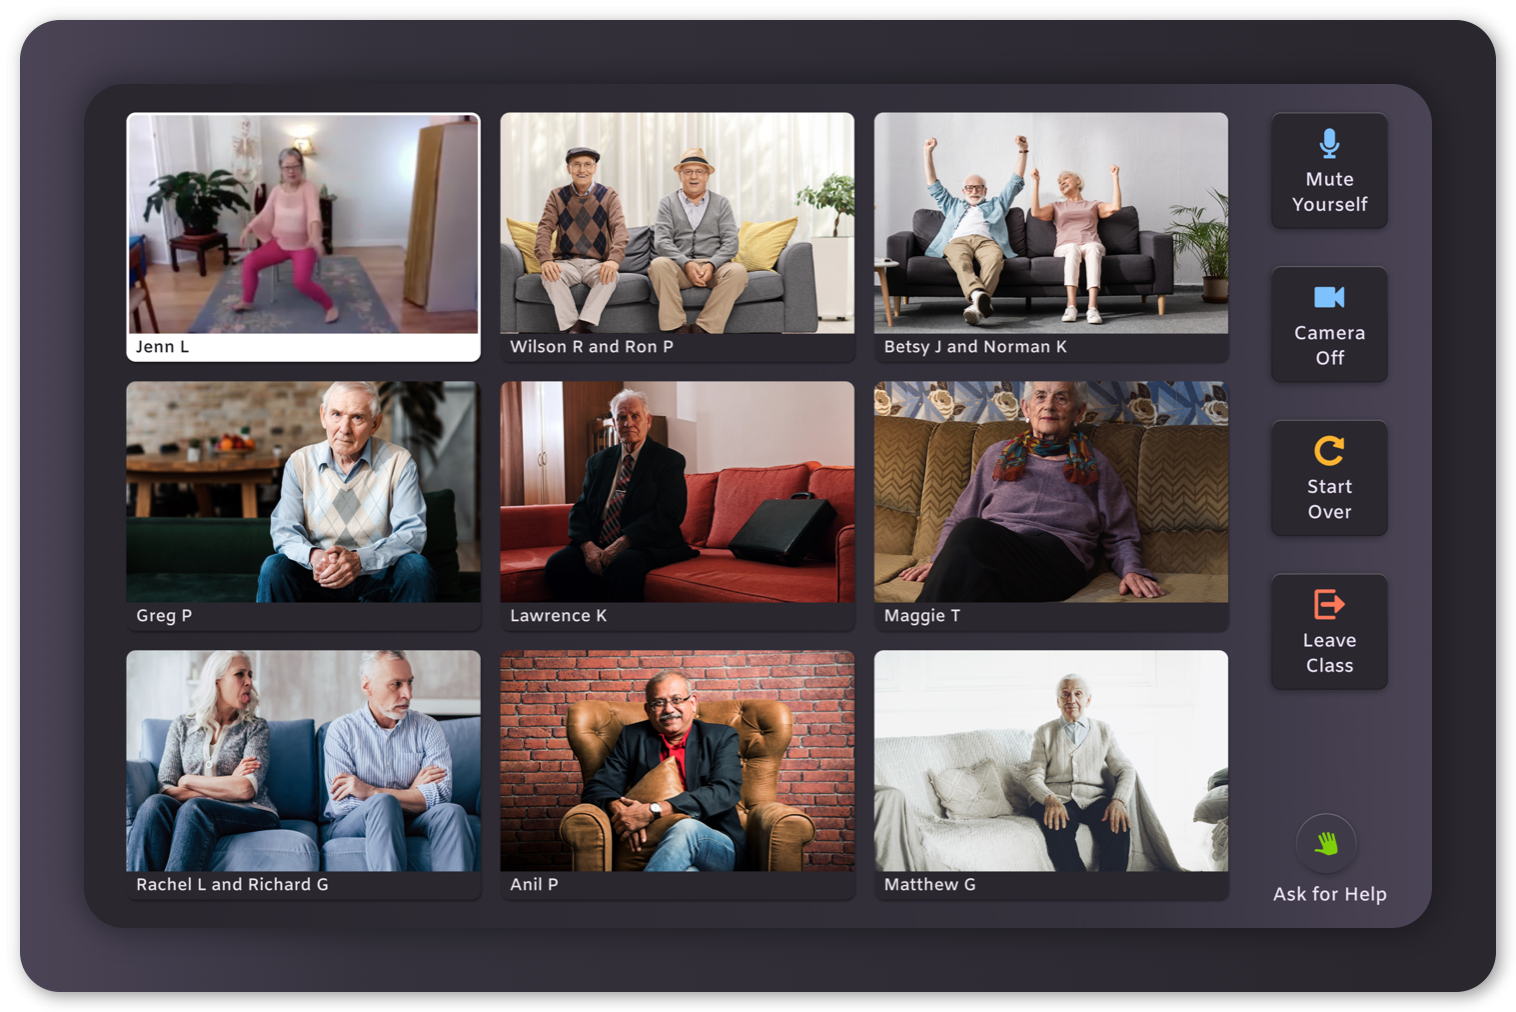 Jenn L
Wilson R and Ron P
Betsy J and Norman K
Mute
Yourself
Camera
Off
Greg P
Lawrence K
Maggie T
Start
Over
Leave
Class
Rachel L and Richard G
Anil P
Matthew G
Ask for Help